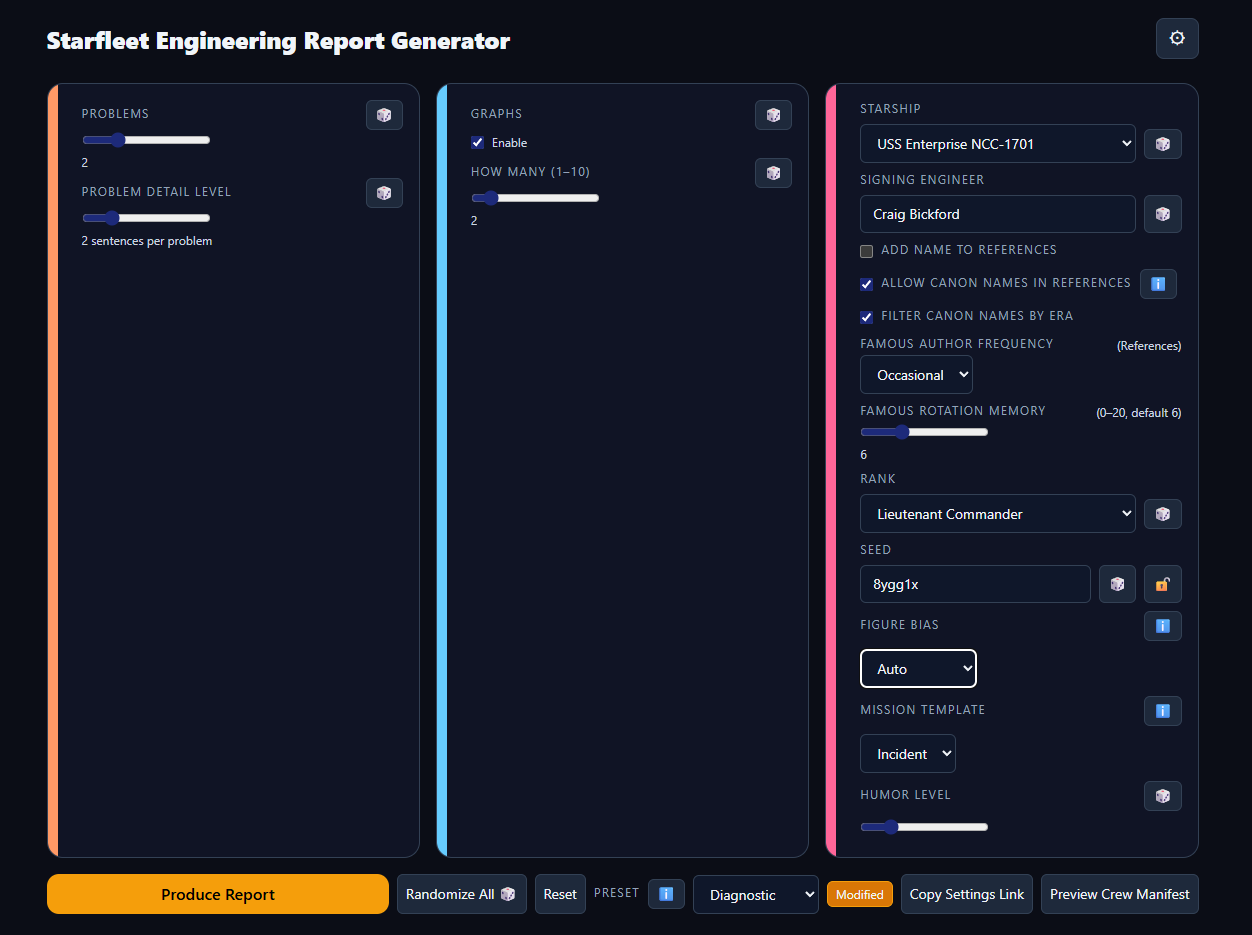 Starfleet Engineering Report Generator
PROBLEMS
2
PROBLEM DETAIL LEVEL
2 sentences per problem
GRAPHS
Enable
HOW MANY (1–10)
2
STARSHIP
USS Enterprise NCC-1701
SIGNING ENGINEER
Craig Bickford
ADD NAME TO REFERENCES
ALLOW CANON NAMES IN REFERENCES
FILTER CANON NAMES BY ERA
FAMOUS AUTHOR FREQUENCY (References)
Occasional
FAMOUS ROTATION MEMORY (0–20, default 6)
6
RANK
Lieutenant Commander
SEED
8ygg1x
FIGURE BIAS
Auto
MISSION TEMPLATE
Incident
HUMOR LEVEL
Produce Report Randomize All Reset PRESET Diagnostic Modified Copy Settings Link Preview Crew Manifest